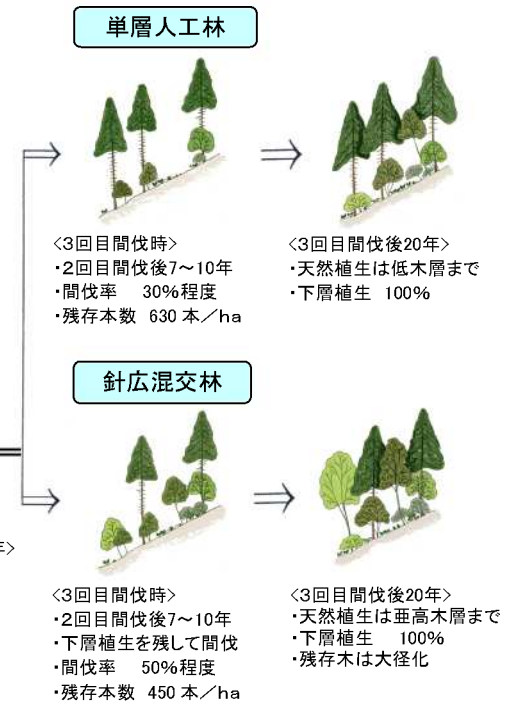 単層人工林
<3回目間伐時>
・2回目間伐後7～10年
・間伐率　30%程度
・残存本数　630 本／ha
<3回目間伐後20年>
・天然植生は低木層まで
・下層植生　100%
針広混交林
年>
<3回目間伐時>
・2回目間伐後7～10年
・下層植生を残して間伐
・間伐率　50%程度
・残存本数　450 本／ha
<3回目間伐後20年>
・天然植生は亜高木層まで
・下層植生　100%
・残存木は大径化